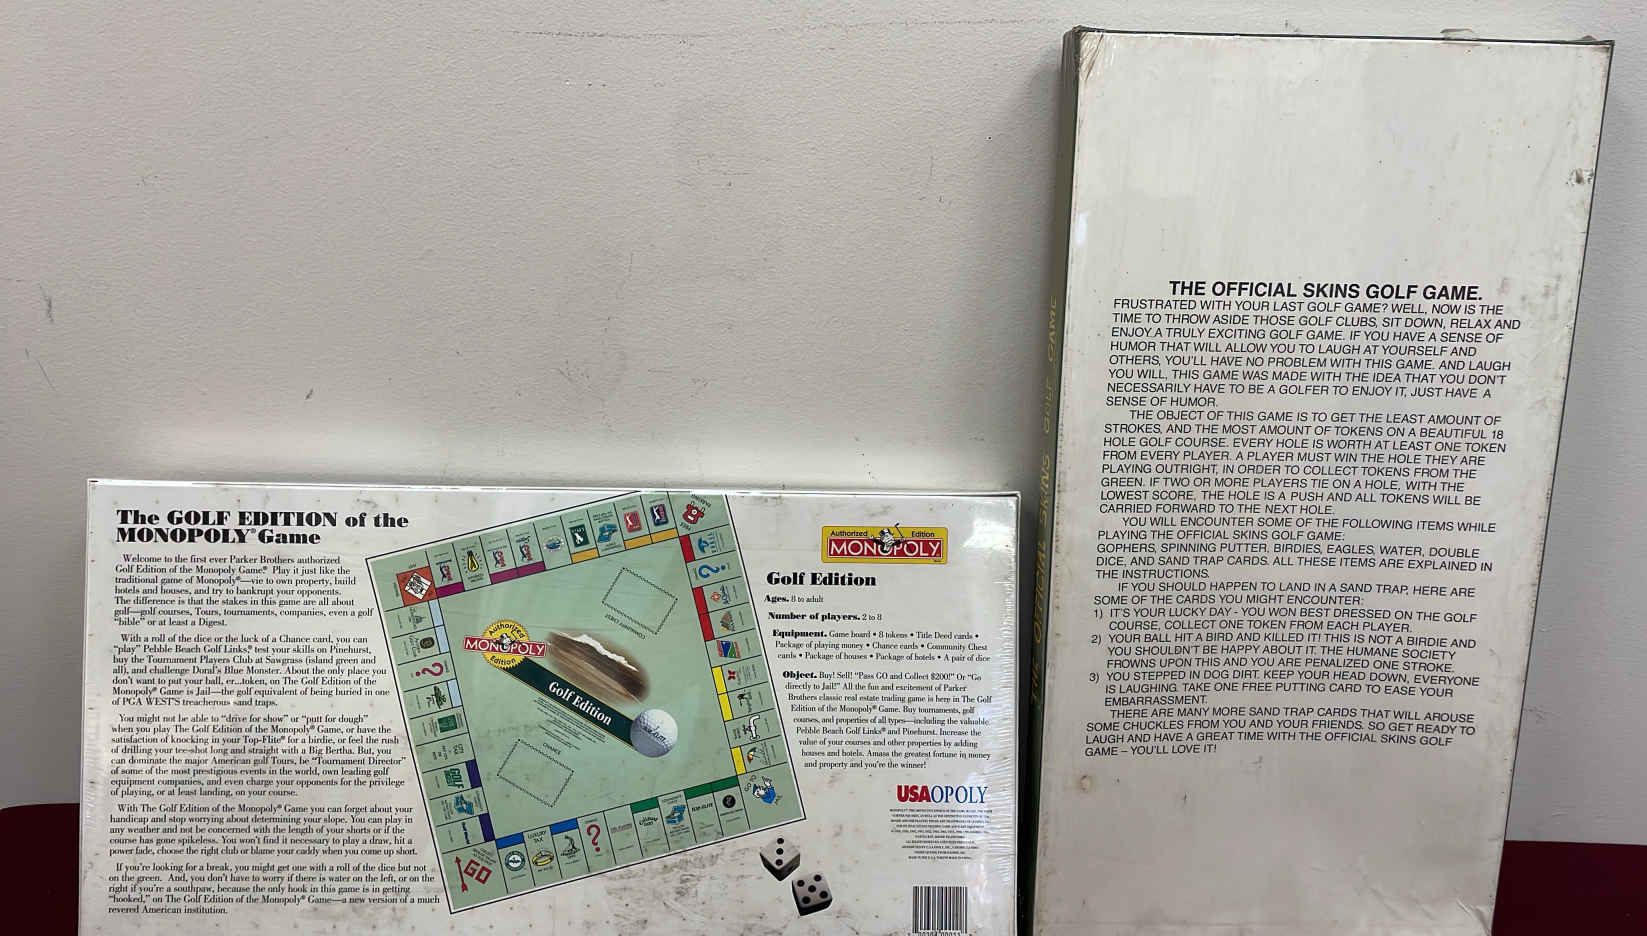 The GOLF EDITION of the
MONOPOLY® Game
Welcome to the first ever Parker Brothers authorized
Golf Edition of the Monopoly Game.® Play it just like the
traditional game of Monopoly®—vie to own property, build
hotels and houses, and try to bankrupt your opponents.
The difference is that the stakes in this game are all about
golf—golf courses, Tours, tournaments, companies, even a golf
"bible" or at least a Digest.
With a roll of the dice or the luck of a Chance card, you can
"play" Pebble Beach Golf Links,® test your skills on Pinehurst,
buy the Tournament Players Club at Sawgrass (island green and
all), and challenge Doral's Blue Monster. About the only place you
don't want to put your ball, er...token, on The Golf Edition of the
Monopoly® Game is Jail—the golf equivalent of being buried in one
of PGA WEST'S treacherous sand traps.
You might not be able to "drive for show" or "putt for dough"
when you play The Golf Edition of the Monopoly® Game, or have the
satisfaction of knocking in your Top-Flite® for a birdie, or feel the rush
of drilling your tee-shot long and straight with a Big Bertha. But, you
can dominate the major American golf Tours, be "Tournament Director"
of some of the most prestigious events in the world, own leading golf
equipment companies, and even charge your opponents for the privilege
of playing, or at least landing, on your course.
With The Golf Edition of the Monopoly® Game you can forget about your
handicap and stop worrying about determining your slope. You can play in
any weather and not be concerned with the length of your shorts or if the
course has gone spikeless. You won't find it necessary to play a draw, hit a
power fade, choose the right club or blame your caddy when you come up short.
If you're looking for a break, you might get one with a roll of the dice but not
on the green. And, you don't have to worry if there is water on the left, or on the
right if you're a southpaw, because the only hook in this game is in getting
"hooked," on The Golf Edition of the Monopoly® Game—a new version of a much
revered American institution.
Authorized
MONOPOLY
Edition
Golf Edition
COMMUNITY CHEST
CHANCE
GO
LUXURY TAX
TOP-FLITE
Authorized Edition
MONOPOLY
Golf Edition
Ages. 8 to adult
Number of players. 2 to 8
Equipment. Game board • 8 tokens • Title Deed cards •
Package of playing money • Chance cards • Community Chest
cards • Package of houses • Package of hotels • A pair of dice
Object. Buy! Sell! "Pass GO and Collect $200!" Or "Go
directly to Jail!" All the fun and excitement of Parker
Brothers classic real estate trading game is here in The Golf
Edition of the Monopoly® Game. Buy tournaments, golf
courses, and properties of all types—including the valuable
Pebble Beach Golf Links® and Pinehurst. Increase the
value of your courses and other properties by adding
houses and hotels. Amass the greatest fortune in money
and property and you're the winner!
USAOPOLY
THE OFFICIAL SKINS GOLF GAME
THE OFFICIAL SKINS GOLF GAME.
FRUSTRATED WITH YOUR LAST GOLF GAME? WELL, NOW IS THE
TIME TO THROW ASIDE THOSE GOLF CLUBS, SIT DOWN, RELAX AND
ENJOY A TRULY EXCITING GOLF GAME. IF YOU HAVE A SENSE OF
HUMOR THAT WILL ALLOW YOU TO LAUGH AT YOURSELF AND
OTHERS, YOU'LL HAVE NO PROBLEM WITH THIS GAME. AND LAUGH
YOU WILL, THIS GAME WAS MADE WITH THE IDEA THAT YOU DON'T
NECESSARILY HAVE TO BE A GOLFER TO ENJOY IT, JUST HAVE A
SENSE OF HUMOR.
THE OBJECT OF THIS GAME IS TO GET THE LEAST AMOUNT OF
STROKES, AND THE MOST AMOUNT OF TOKENS ON A BEAUTIFUL 18
HOLE GOLF COURSE. EVERY HOLE IS WORTH AT LEAST ONE TOKEN
FROM EVERY PLAYER. A PLAYER MUST WIN THE HOLE THEY ARE
PLAYING OUTRIGHT, IN ORDER TO COLLECT TOKENS FROM THE
GREEN. IF TWO OR MORE PLAYERS TIE ON A HOLE, WITH THE
LOWEST SCORE, THE HOLE IS A PUSH AND ALL TOKENS WILL BE
CARRIED FORWARD TO THE NEXT HOLE.
YOU WILL ENCOUNTER SOME OF THE FOLLOWING ITEMS WHILE
PLAYING THE OFFICIAL SKINS GOLF GAME:
GOPHERS, SPINNING PUTTER, BIRDIES, EAGLES, WATER, DOUBLE
DICE, AND SAND TRAP CARDS. ALL THESE ITEMS ARE EXPLAINED IN
THE INSTRUCTIONS.
IF YOU SHOULD HAPPEN TO LAND IN A SAND TRAP, HERE ARE
SOME OF THE CARDS YOU MIGHT ENCOUNTER:
1) IT'S YOUR LUCKY DAY - YOU WON BEST DRESSED ON THE GOLF
COURSE, COLLECT ONE TOKEN FROM EACH PLAYER.
2) YOUR BALL HIT A BIRD AND KILLED IT! THIS IS NOT A BIRDIE AND
YOU SHOULDN'T BE HAPPY ABOUT IT. THE HUMANE SOCIETY
FROWNS UPON THIS AND YOU ARE PENALIZED ONE STROKE.
3) YOU STEPPED IN DOG DIRT. KEEP YOUR HEAD DOWN, EVERYONE
IS LAUGHING. TAKE ONE FREE PUTTING CARD TO EASE YOUR
EMBARRASSMENT.
THERE ARE MANY MORE SAND TRAP CARDS THAT WILL AROUSE
SOME CHUCKLES FROM YOU AND YOUR FRIENDS. SO GET READY TO
LAUGH AND HAVE A GREAT TIME WITH THE OFFICIAL SKINS GOLF
GAME – YOU'LL LOVE IT!